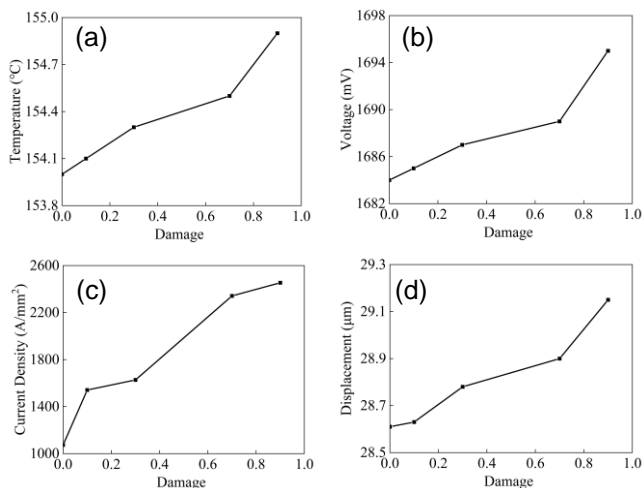 (a)
Temperature (℃)
155.0
154.7
154.4
154.1
153.8
0.0 0.2 0.4 0.6 0.8 1.0
Damage
(b)
Voltage (mV)
1698
1694
1690
1686
1682
0.0 0.2 0.4 0.6 0.8 1.0
Damage
(c)
Current Density (A/mm²)
2600
2200
1800
1400
1000
0.0 0.2 0.4 0.6 0.8 1.0
Damage
(d)
Displacement (μm)
29.3
29.1
28.9
28.7
28.5
0.0 0.2 0.4 0.6 0.8 1.0
Damage